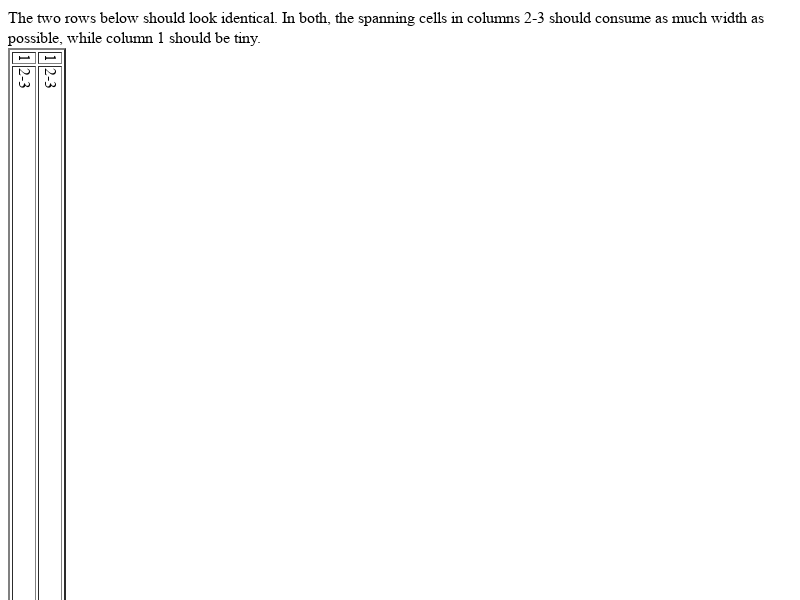 The two rows below should look identical. In both, the spanning cells in columns 2-3 should consume as much width as
possible, while column 1 should be tiny.
1 2-3
1 2-3